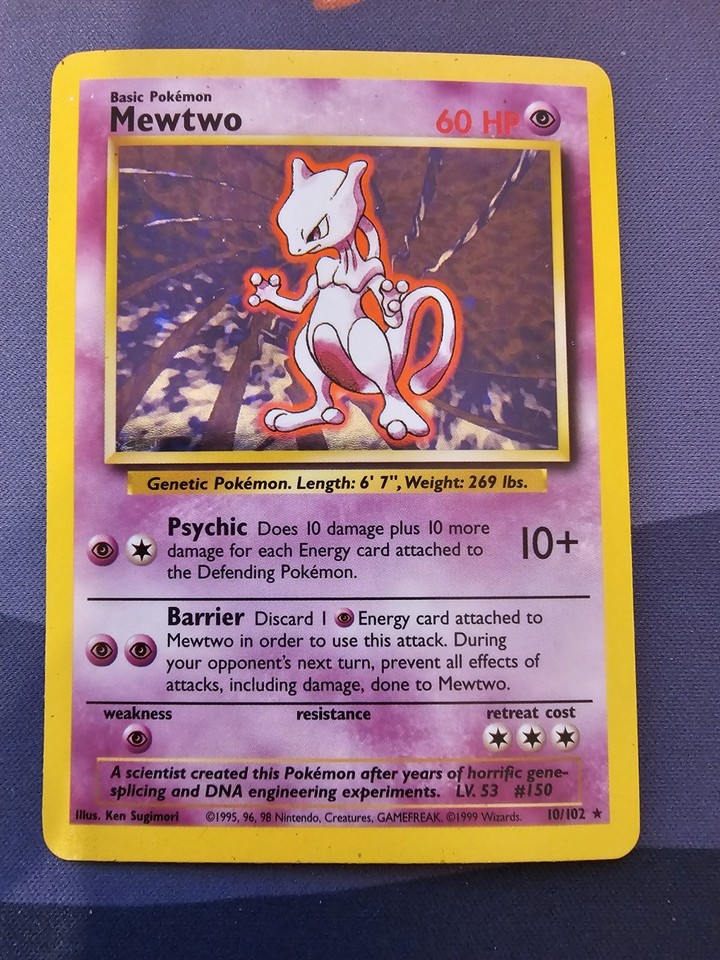 Basic Pokémon
Mewtwo
60 HP
Genetic Pokémon. Length: 6' 7", Weight: 269 lbs.
Psychic Does 10 damage plus 10 more
damage for each Energy card attached to
the Defending Pokémon.
10+
Barrier Discard 1 Energy card attached to
Mewtwo in order to use this attack. During
your opponent's next turn, prevent all effects of
attacks, including damage, done to Mewtwo.
weakness resistance retreat cost
A scientist created this Pokémon after years of horrific gene-
splicing and DNA engineering experiments. LV. 53 #150
Illus. Ken Sugimori ©1995, 96, 98 Nintendo, Creatures, GAMEFREAK. ©1999 Wizards. 10/102 ★